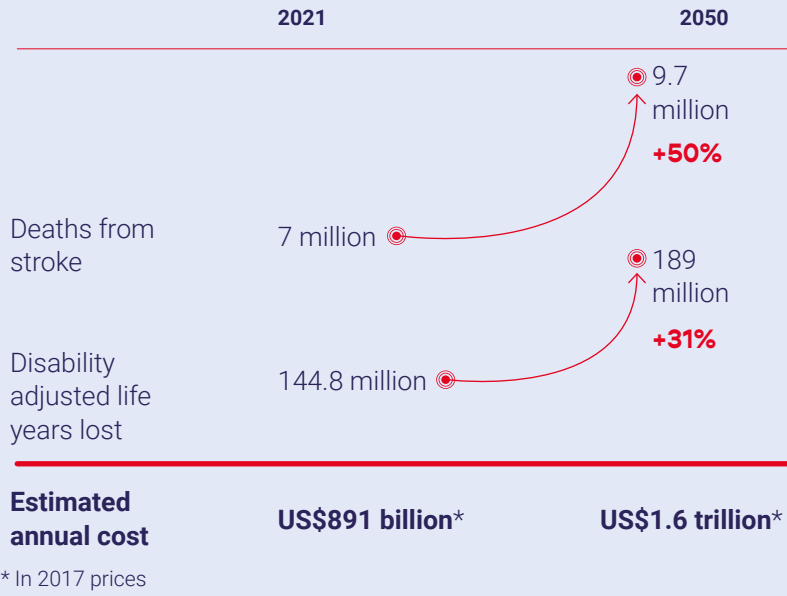 2021
2050
9.7
million
+50%
Deaths from
stroke
7 million
189
million
+31%
Disability
adjusted life
years lost
144.8 million
Estimated
annual cost
US$891 billion*
US$1.6 trillion*
* In 2017 prices